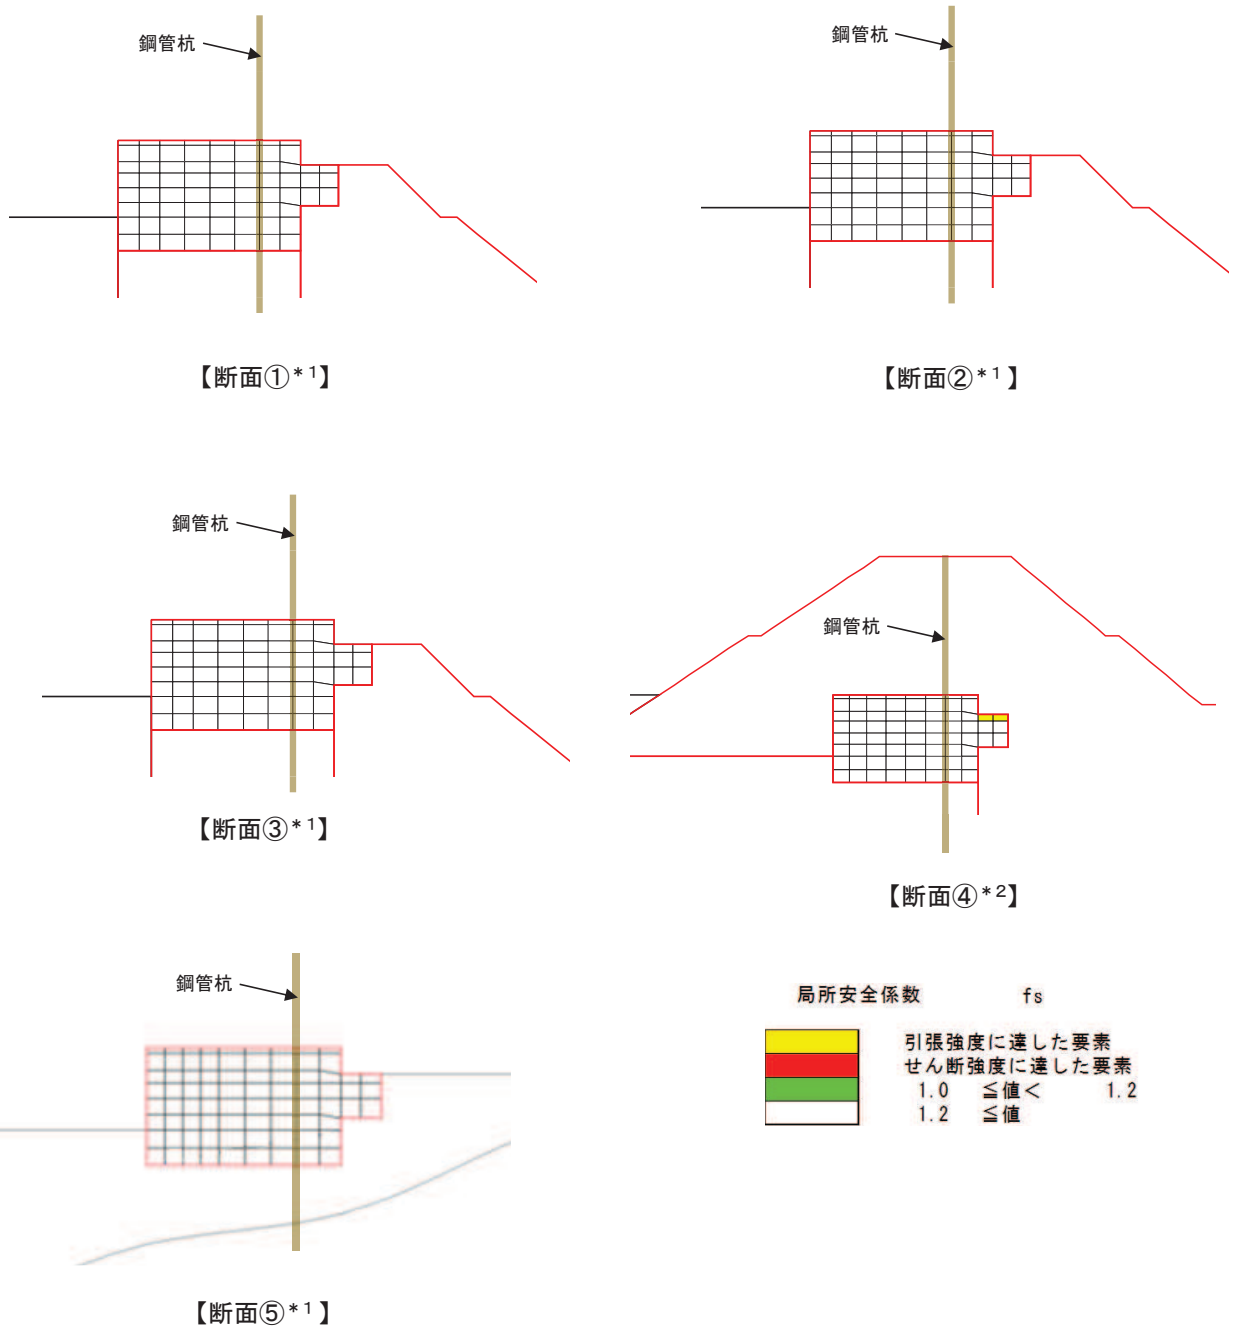 鋼管杭
鋼管杭
【断面①*1】
【断面②*1】
鋼管杭
鋼管杭
【断面③*1】
【断面④*2】
鋼管杭
局所安全係数 fs
引張強度に達した要素
せん断強度に達した要素
1.0 ≦値< 1.2
1.2 ≦値
【断面⑤*1】